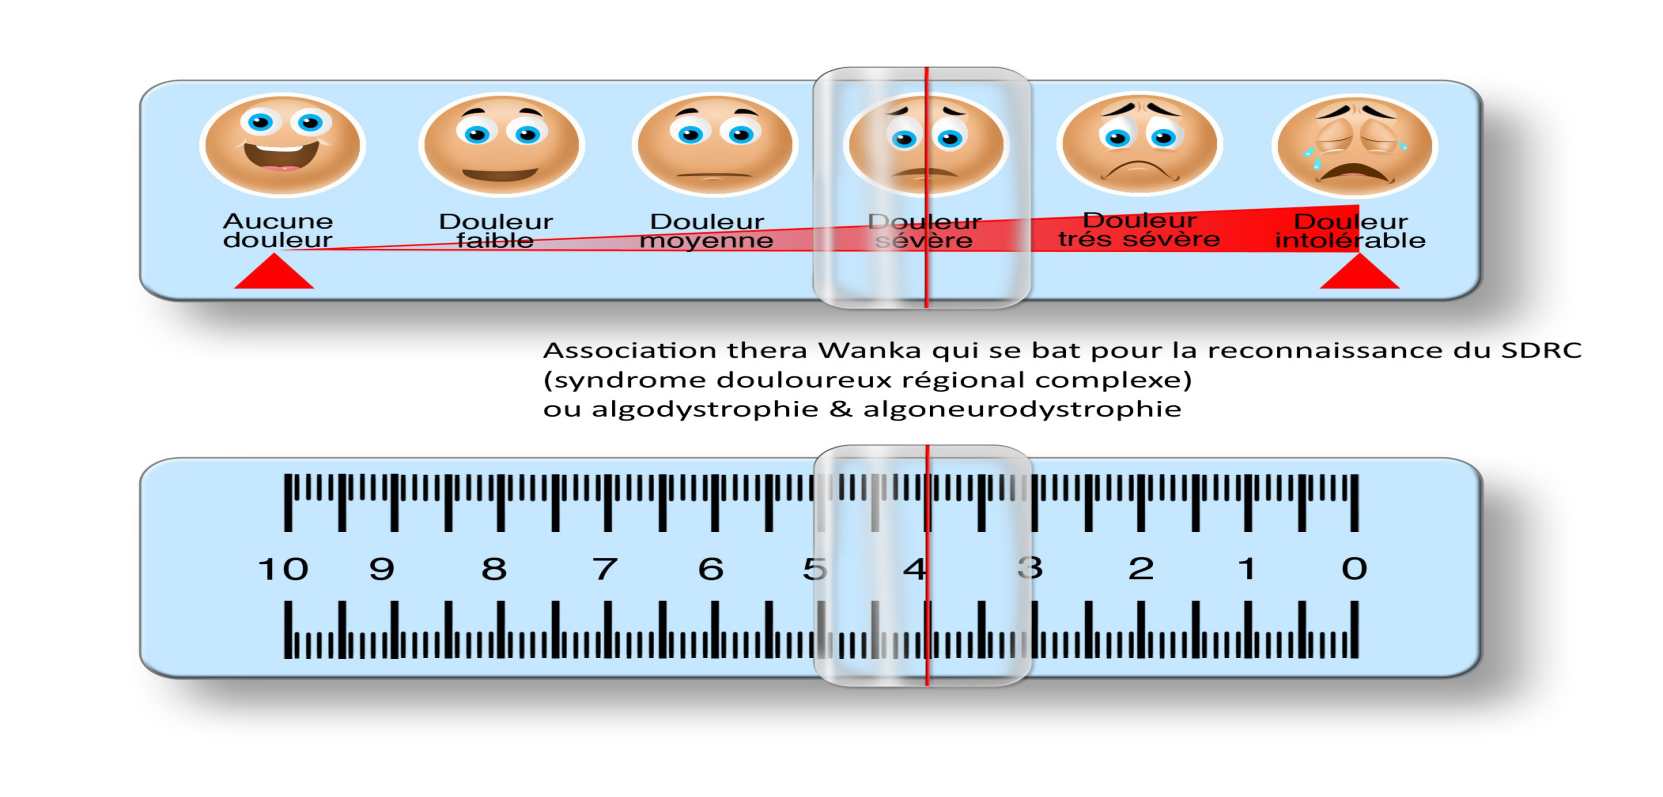 Aucune douleur
Douleur faible
Douleur moyenne
Douleur sévère
Douleur trés sévère
Douleur intolérable
Association thera Wanka qui se bat pour la reconnaissance du SDRC
(syndrome douloureux régional complexe)
ou algodystrophie & algoneurodystrophie
10 9 8 7 6 5 4 3 2 1 0